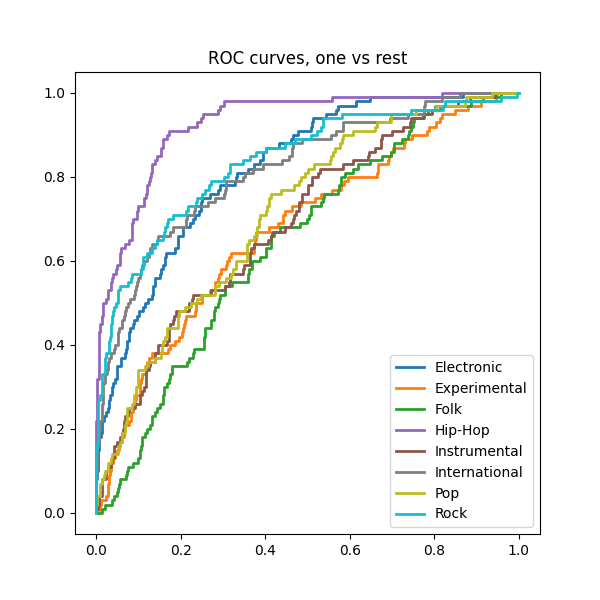 ROC curves, one vs rest
1.0
0.8
0.6
0.4
0.2
0.0
Electronic
Experimental
Folk
Hip-Hop
Instrumental
International
Pop
Rock
0.0 0.2 0.4 0.6 0.8 1.0